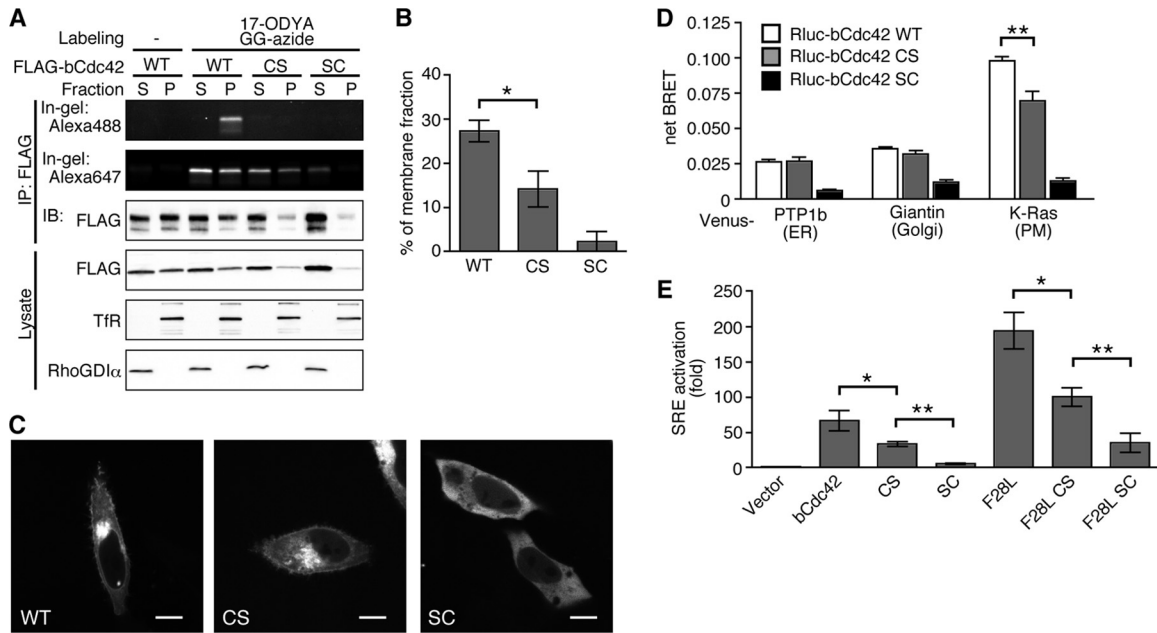 A
Labeling - 17-ODYA
GG-azide
FLAG-bCdc42 WT WT CS SC
Fraction S P S P S P S P
IP: FLAG
In-gel:
Alexa488
In-gel:
Alexa647
IB: FLAG
Lysate
FLAG
TfR
RhoGDIα
B
% of membrane fraction
40
30
20
10
0
*
WT CS SC
C
WT
CS
SC
D
net BRET
0.125
0.100
0.075
0.050
0.025
0
Rluc-bCdc42 WT
Rluc-bCdc42 CS
Rluc-bCdc42 SC
**
Venus- PTP1b Giantin K-Ras
(ER) (Golgi) (PM)
E
SRE activation
(fold)
250
200
150
100
50
0
* ** * **
Vector bCdc42 CS SC F28L F28L CS F28L SC